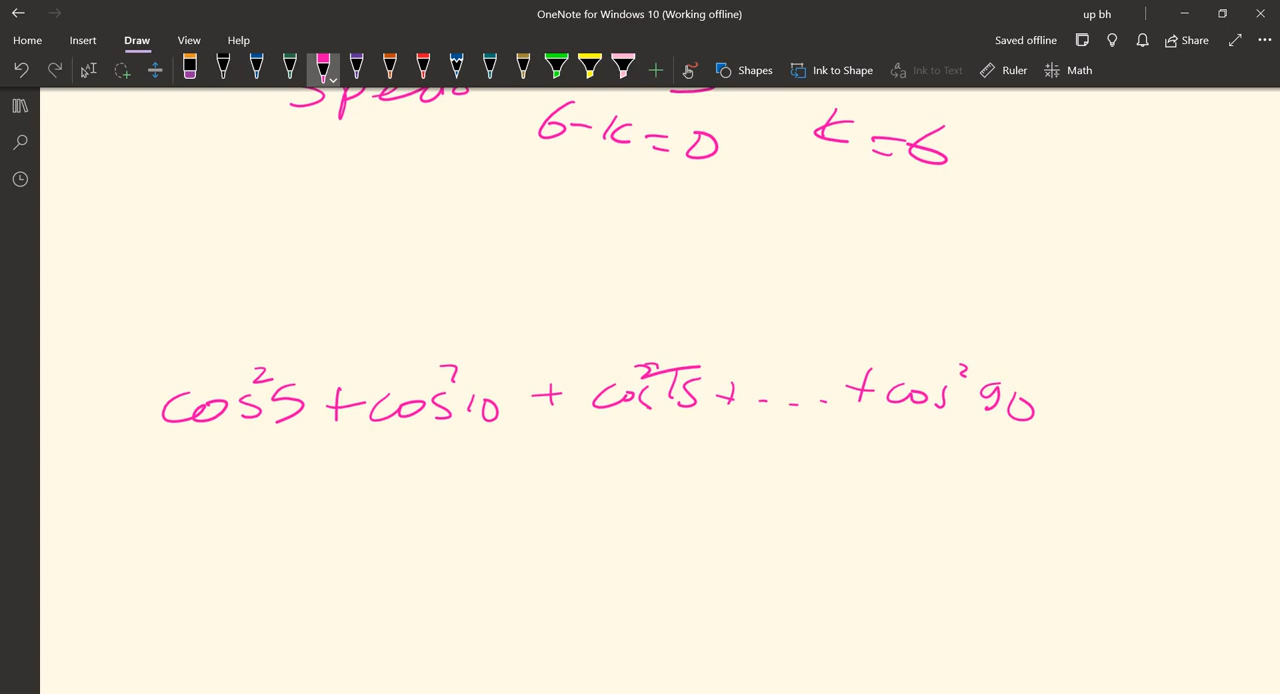 OneNote for Windows 10 (Working offline)
up bh
Home Insert Draw View Help
Saved offline
Share
Shapes
Ink to Shape
Ink to Text
Ruler
Math
6-k=0 k=6
cos²5 + cos²10 + cos²15 + . . . . + cos²90